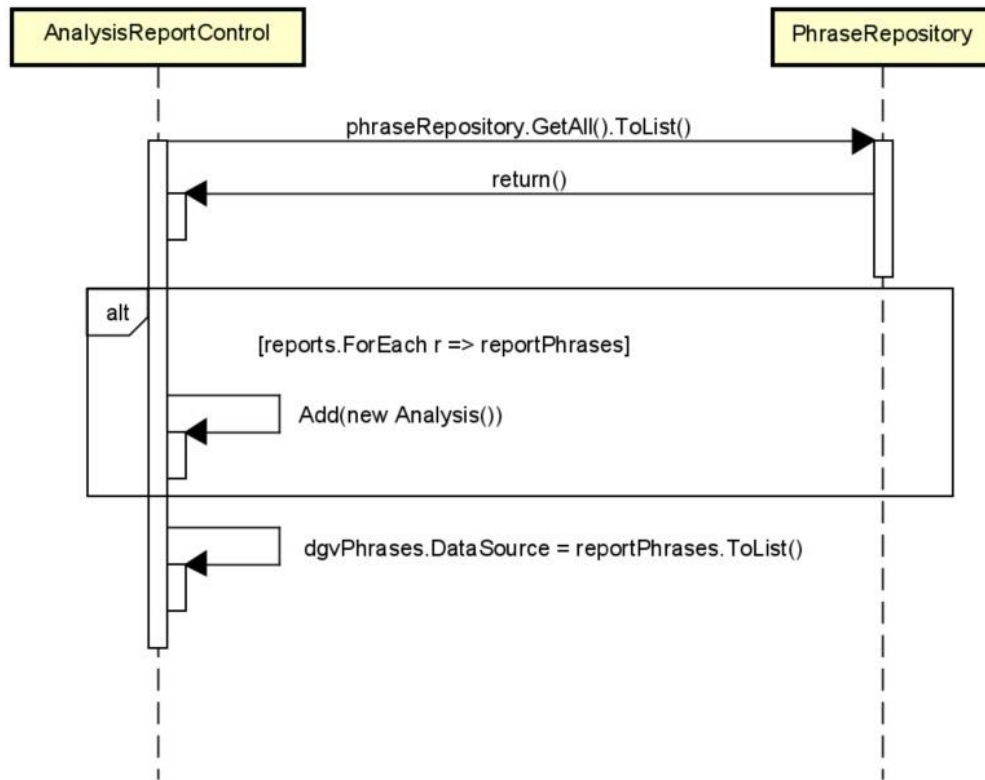 AnalysisReportControl
PhraseRepository
phraseRepository.GetAll().ToList()
return()
alt
[reports.ForEach r => reportPhrases]
Add(new Analysis())
dgvPhrases.DataSource = reportPhrases.ToList()